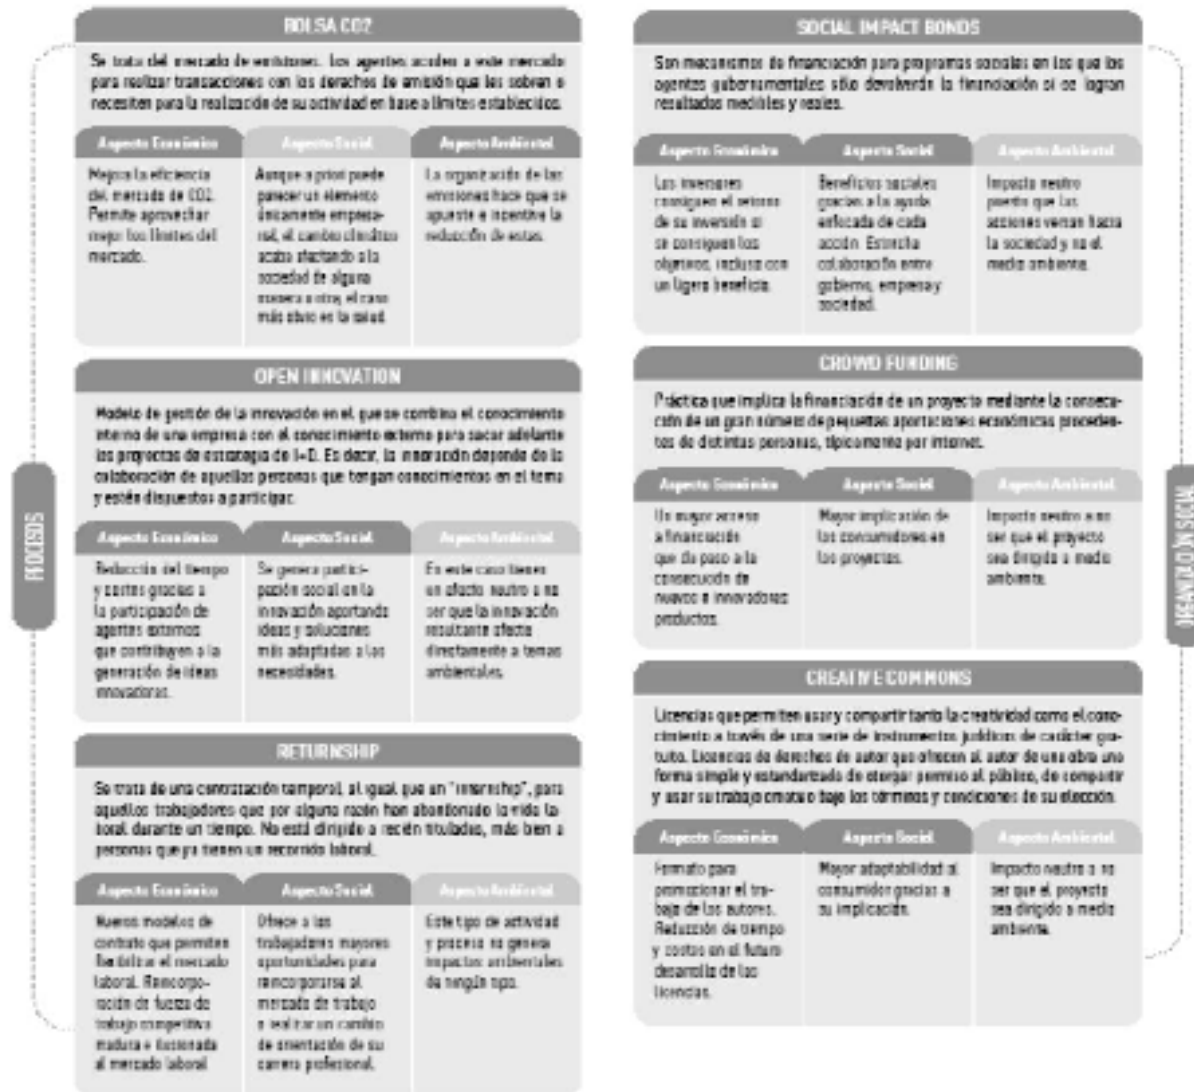 BOLSA CO2
Se trata del mercado de emisiones. Los agentes acuden a este mercado
para realizar transacciones con los derechos de emisión que les sobran o
necesiten para la realización de su actividad en base a límites establecidos.
Aspecto Económico
Mejora la eficiencia
del mercado de CO2.
Permite aprovechar
mejor los límites del
mercado.
Aspecto Social
Aunque a priori puede
parecer un elemento
únicamente empresa-
rial, el cambio climático
acaba afectando a la
sociedad de alguna
manera u otra, el caso
más obvio es la salud.
Aspecto Ambiental
La organización de las
emisiones hace que se
apueste e incentive la
reducción de estas.
OPEN INNOVATION
Modelo de gestión de la innovación en el que se combina el conocimiento
interno de una empresa con el conocimiento externo para sacar adelante
los proyectos de estrategia de I+D. Es decir, la innovación depende de la
colaboración de aquellas personas que tengan conocimientos en el tema
y estén dispuestos a participar.
Aspecto Económico
Reducción del tiempo
y costes gracias a
la participación de
agentes externos
que contribuyen a la
generación de ideas
innovadoras.
Aspecto Social
Se genera partici-
pación social en la
innovación aportando
ideas y soluciones
más adaptadas a las
necesidades.
Aspecto Ambiental
En este caso tienen
un efecto neutro a no
ser que la innovación
resultante afecte
directamente a temas
ambientales.
RETURNSHIP
Se trata de una contratación temporal, al igual que un "internship", para
aquellos trabajadores que por alguna razón han abandonado la vida la-
boral durante un tiempo. No está dirigido a recién titulados, más bien a
personas que ya tienen un recorrido laboral.
Aspecto Económico
Nuevos modelos de
contrato que permiten
flexibilizar el mercado
laboral. Reincorpo-
ración de fuerza de
trabajo competitiva
madura e ilusionada
al mercado laboral
Aspecto Social
Ofrece a los
trabajadores mayores
oportunidades para
reincorporarse al
mercado de trabajo
o realizar un cambio
de orientación de su
carrera profesional.
Aspecto Ambiental
Este tipo de actividad
y proceso no genera
impactos ambientales
de ningún tipo.
PROCESOS
SOCIAL IMPACT BONDS
Son mecanismos de financiación para programas sociales en los que los
agentes gubernamentales sólo devolverán la financiación si se logran
resultados medibles y reales.
Aspecto Económico
Los inversores
consiguen el retorno
de su inversión si
se consiguen los
objetivos, incluso con
un ligero beneficio.
Aspecto Social
Beneficios sociales
gracias a la ayuda
enfocada de cada
acción. Estrecha
colaboración entre
gobierno, empresa y
sociedad.
Aspecto Ambiental
Impacto neutro
puesto que las
acciones versan hacia
la sociedad y no el
medio ambiente.
CROWD FUNDING
Práctica que implica la financiación de un proyecto mediante la consecu-
ción de un gran número de pequeñas aportaciones económicas proceden-
tes de distintas personas, típicamente por internet.
Aspecto Económico
Un mayor acceso
a financiación
que da paso a la
consecución de
nuevos e innovadores
productos.
Aspecto Social
Mayor implicación de
los consumidores en
los proyectos.
Aspecto Ambiental
Impacto neutro a no
ser que el proyecto
sea dirigido a medio
ambiente.
CREATIVE COMMONS
Licencias que permiten usar y compartir tanto la creatividad como el cono-
cimiento a través de una serie de instrumentos jurídicos de carácter gra-
tuito. Licencias de derechos de autor que ofrecen al autor de una obra una
forma simple y estandarizada de otorgar permiso al público, de compartir
y usar su trabajo creativo bajo los términos y condiciones de su elección.
Aspecto Económico
Formato para
promocionar el tra-
bajo de los autores.
Reducción de tiempo
y costos en el futuro
desarrollo de las
licencias.
Aspecto Social
Mayor adaptabilidad al
consumidor gracias a
su implicación.
Aspecto Ambiental
Impacto neutro a no
ser que el proyecto
sea dirigido a medio
ambiente.
SOCIAL